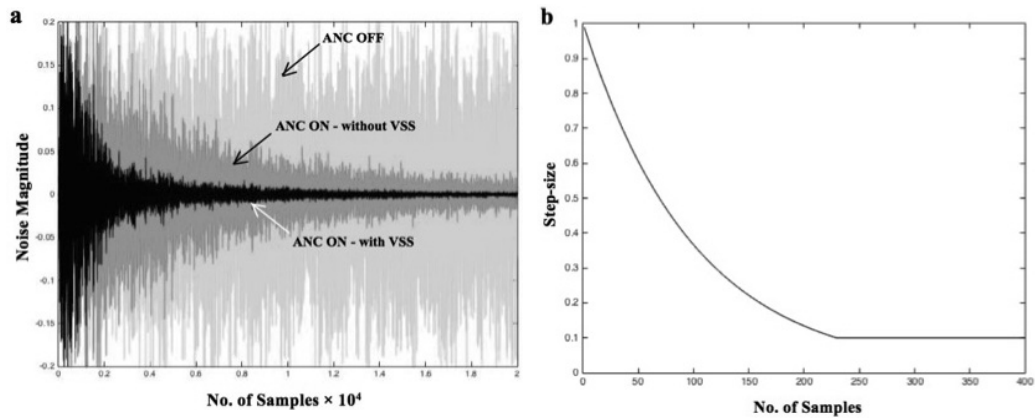 a
0.2
0.15
0.1
0.05
0
-0.05
-0.1
-0.15
-0.2
Noise Magnitude
ANC OFF
ANC ON - without VSS
ANC ON - with VSS
0 0.2 0.4 0.6 0.8 1 1.2 1.4 1.6 1.8 2
No. of Samples × 10⁴
b
1
0.9
0.8
0.7
0.6
0.5
0.4
0.3
0.2
0.1
0
Step-size
0 50 100 150 200 250 300 350 400
No. of Samples